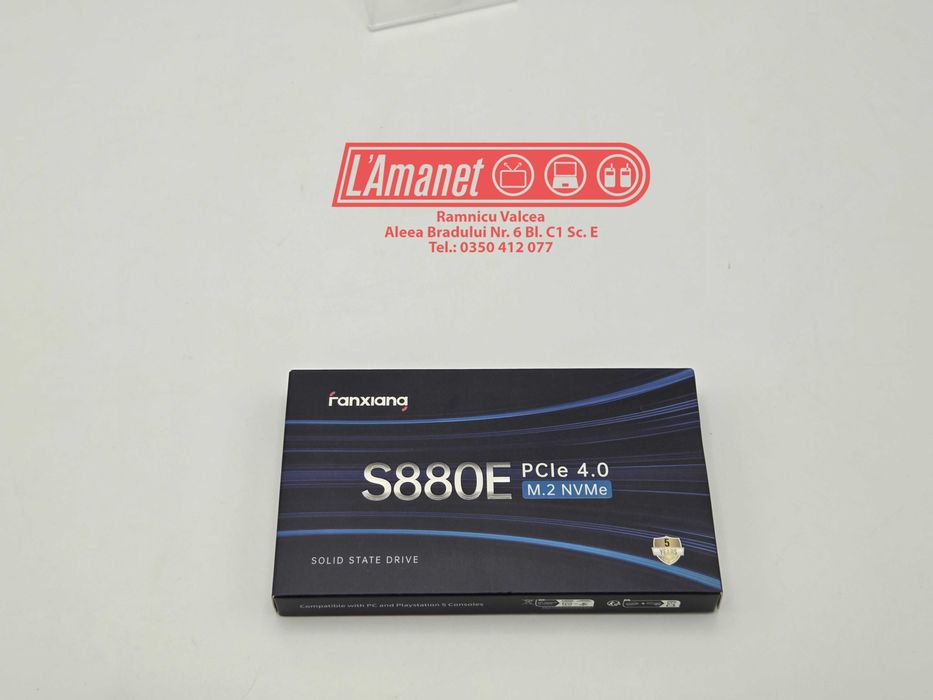 L'Amanet
Ramnicu Valcea
Aleea Bradului Nr. 6 Bl. C1 Sc. E
Tel.: 0350 412 077
fanxiang
S880E
PCIe 4.0
M.2 NVMe
5
YEARS
SOLID STATE DRIVE
Compatible with PC and Playstation 5 Consoles